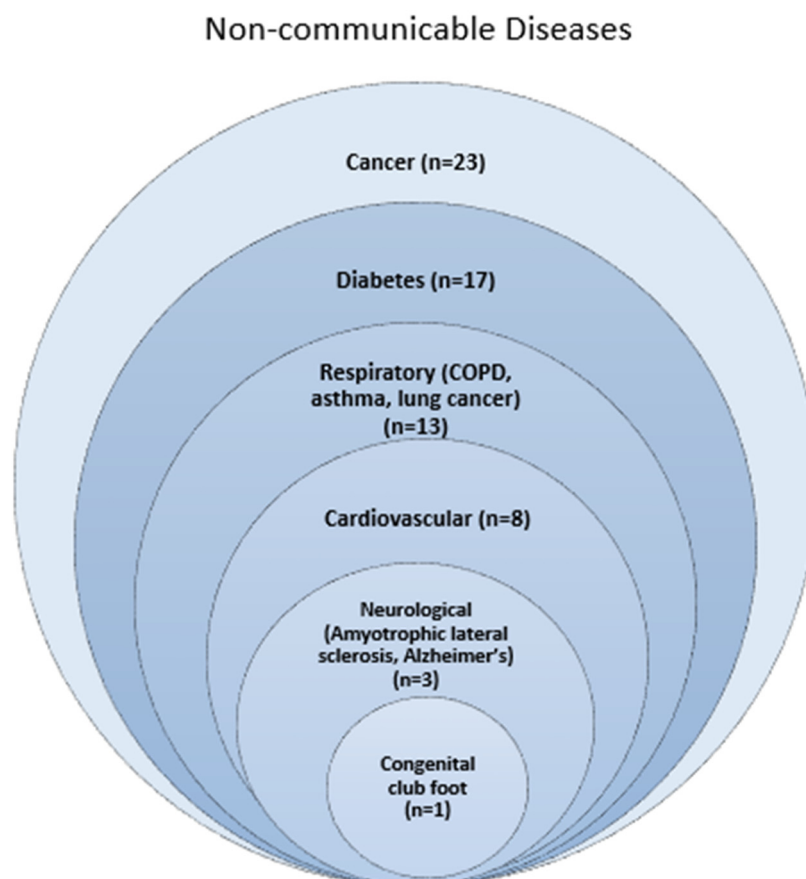 Non-communicable Diseases
Cancer (n=23)
Diabetes (n=17)
Respiratory (COPD,
asthma, lung cancer)
(n=13)
Cardiovascular (n=8)
Neurological
(Amyotrophic lateral
sclerosis, Alzheimer's)
(n=3)
Congenital
club foot
(n=1)